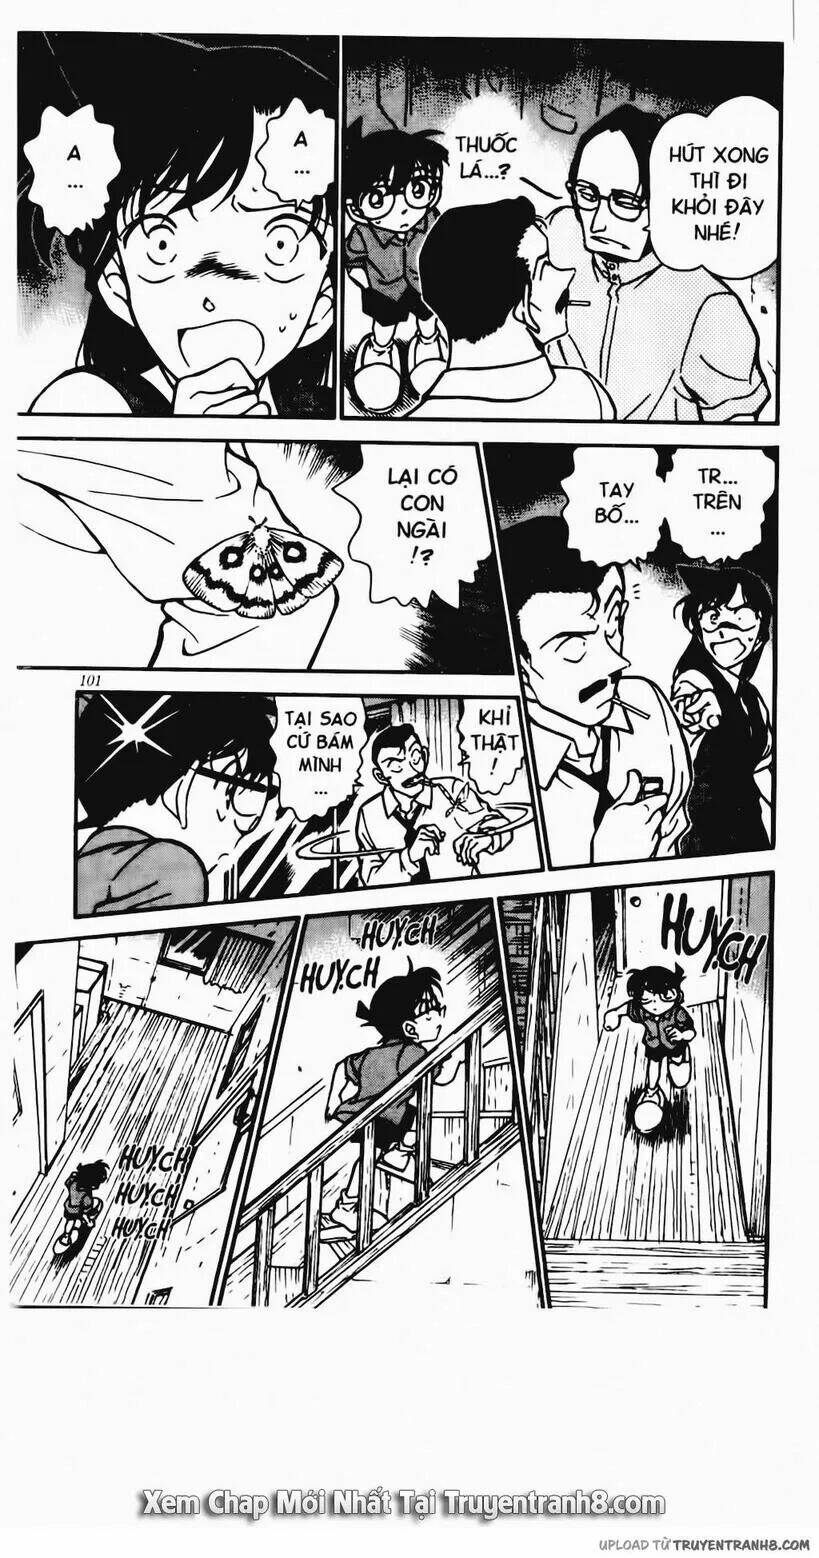 HÚT XONG
THÌ ĐI
KHỎI ĐÂY
NHÉ!
THUỐC
LÁ...?
A
...
A
...
TR...
TRÊN
...
TAY
BỐ...
LẠI CÓ
CON
NGÀI
!?
101
KHỈ
THẬT
!
TẠI SAO
CỨ BÁM
MÌNH
...
HUỴCH
HUỴCH
HUỴCH
HUỴCH
HUỴCH
HUỴCH
Xem Chap Mới Nhất Tại Truyentranh8.com
UPLOAD TỪ TRUYENTRANH8.COM